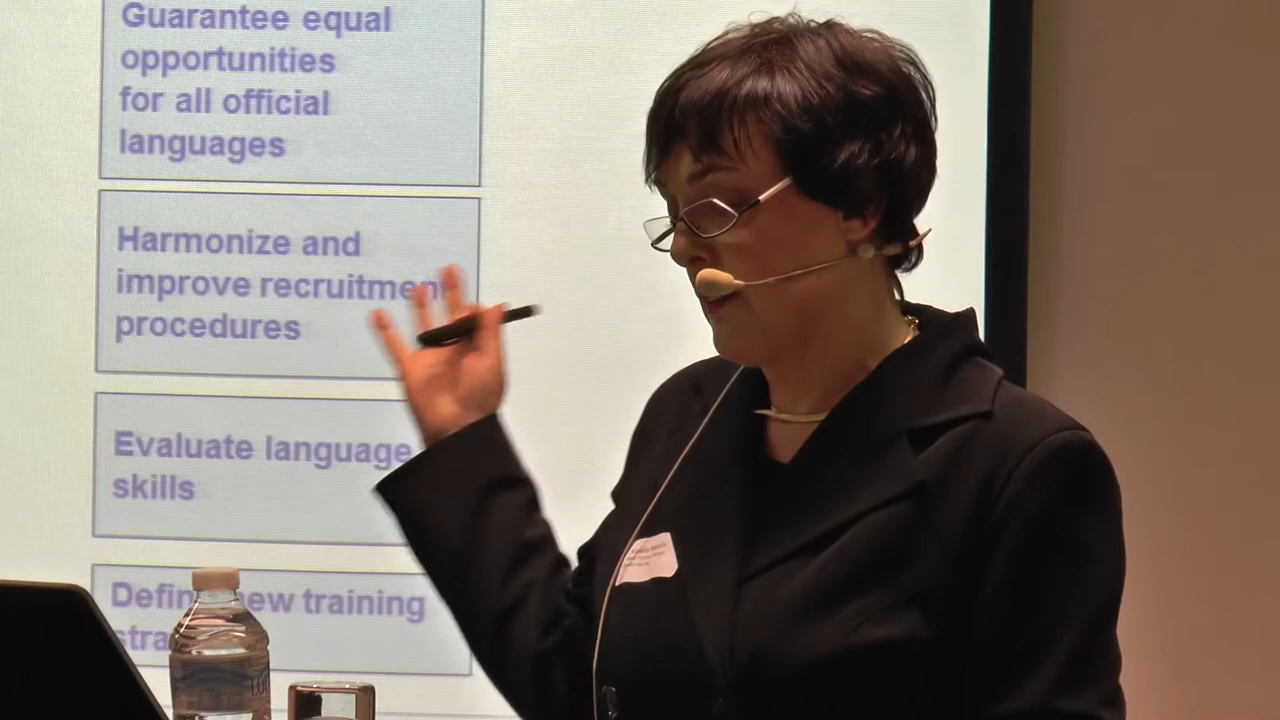 Guarantee equal
opportunities
for all official
languages
Harmonize and
improve recruitment
procedures
Evaluate language
skills
new training